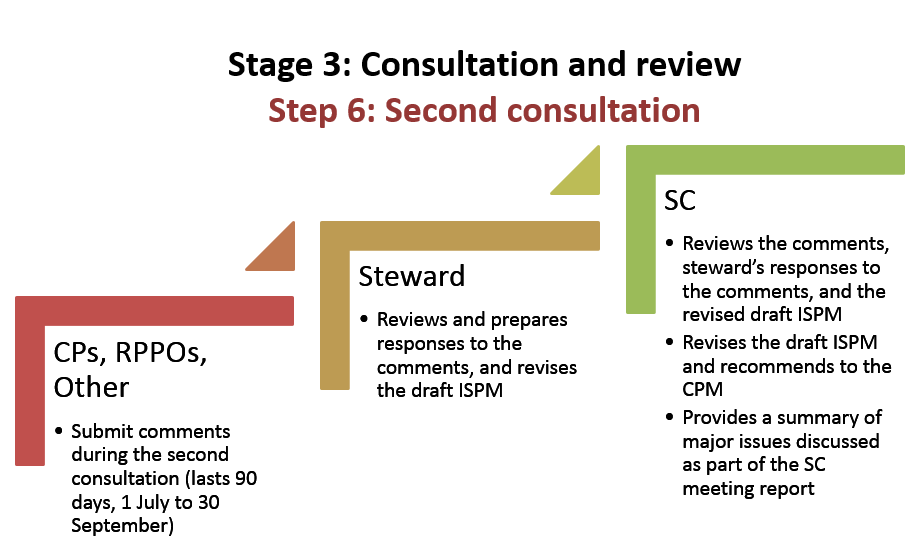 Stage 3: Consultation and review
Step 6: Second consultation
CPs, RPPOs,
Other
• Submit comments
during the second
consultation (lasts 90
days, 1 July to 30
September)
Steward
• Reviews and prepares
responses to the
comments, and revises
the draft ISPM
SC
• Reviews the comments,
steward’s responses to
the comments, and the
revised draft ISPM
• Revises the draft ISPM
and recommends to the
CPM
• Provides a summary of
major issues discussed
as part of the SC
meeting report